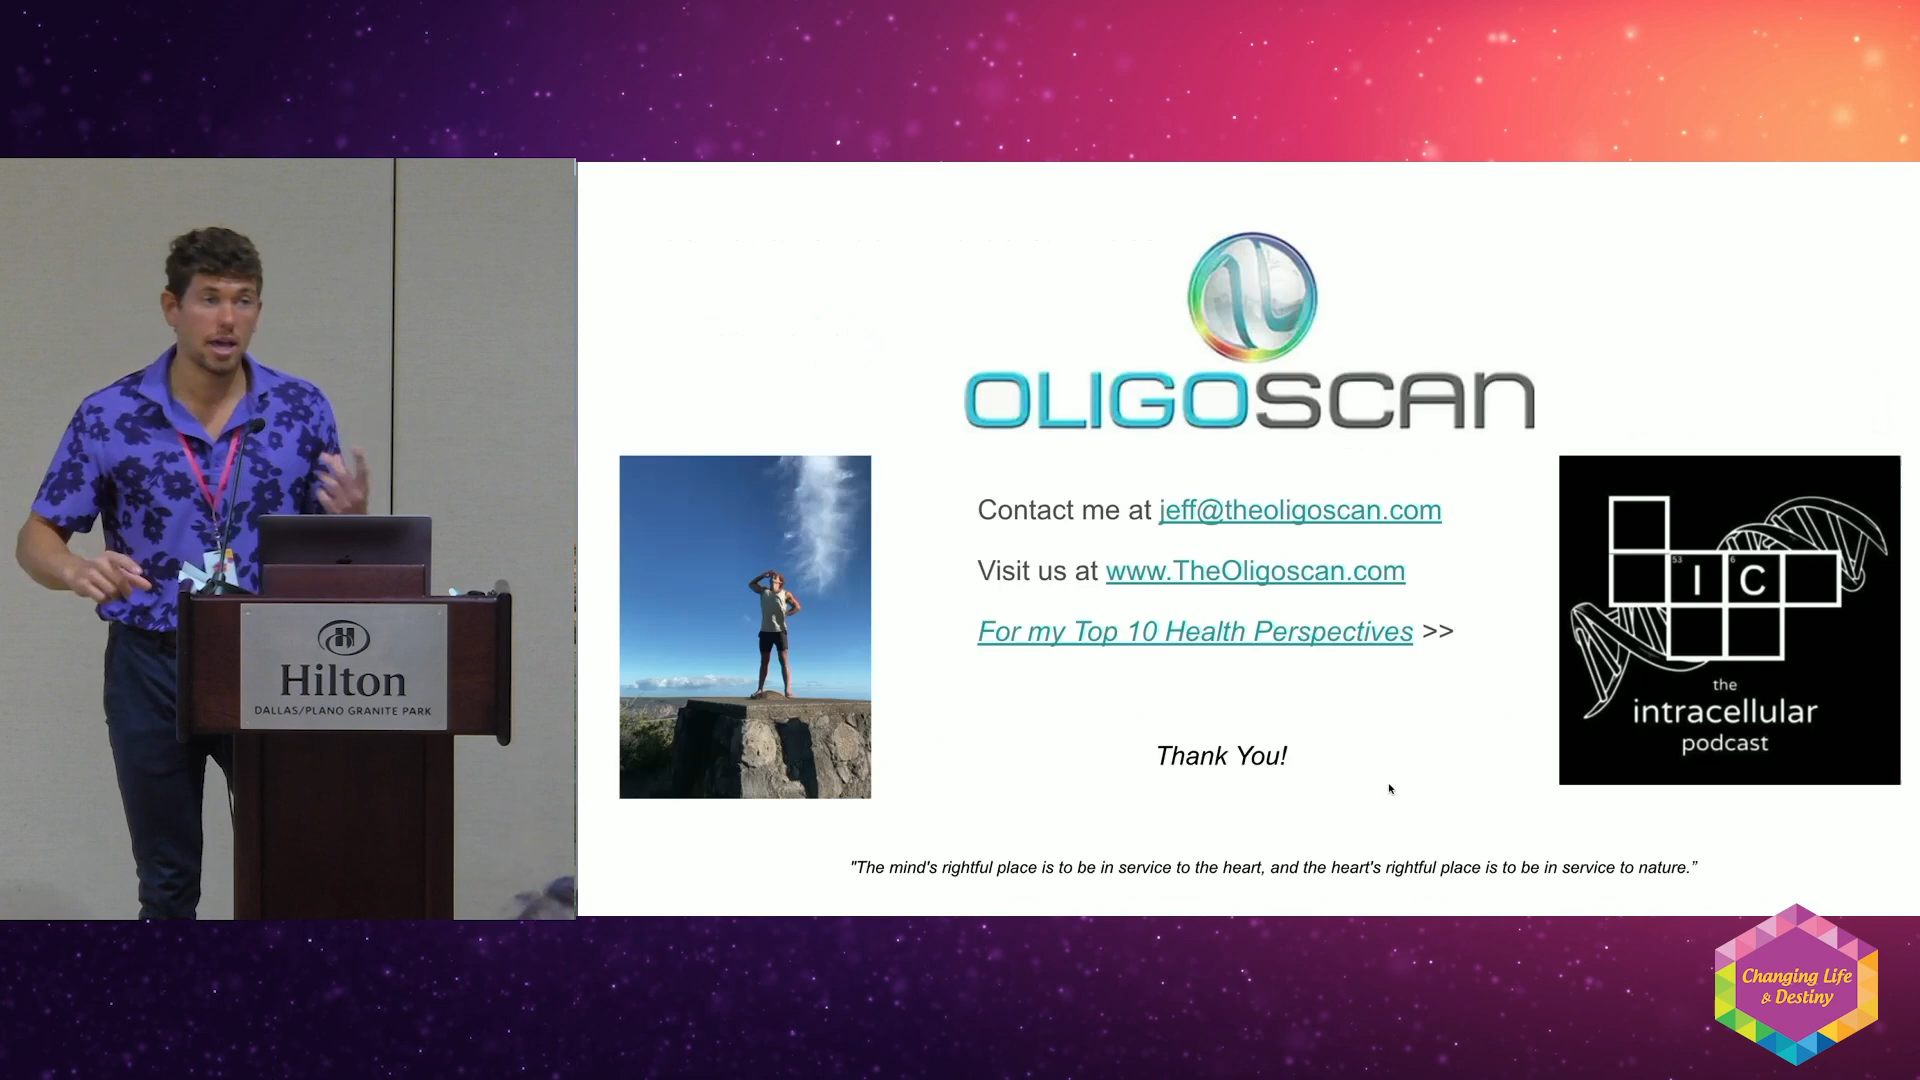 Hilton
DALLAS/PLANO GRANITE PARK
OLIGOSCAN
Contact me at jeff@theoligoscan.com
Visit us at www.TheOligoscan.com
For my Top 10 Health Perspectives >>
Thank You!
"The mind's rightful place is to be in service to the heart, and the heart's rightful place is to be in service to nature.”
53
I
6
C
the
intracellular
podcast
Changing Life
& Destiny